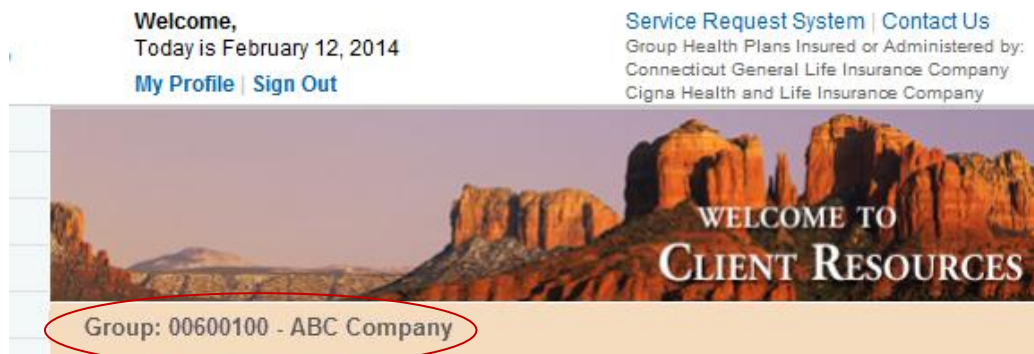 Welcome,
Today is February 12, 2014
My Profile | Sign Out
Service Request System | Contact Us
Group Health Plans Insured or Administered by:
Connecticut General Life Insurance Company
Cigna Health and Life Insurance Company
WELCOME TO
CLIENT RESOURCES
Group: 00600100 - ABC Company